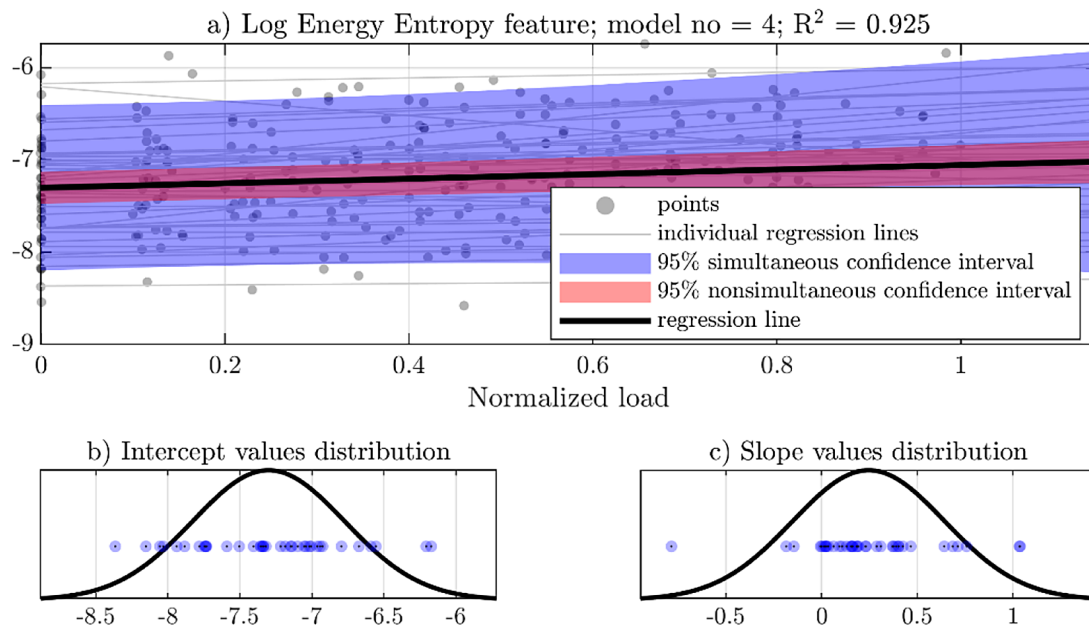 a) Log Energy Entropy feature; model no = 4; R² = 0.925
-6
-7
-8
-9
points
individual regression lines
95% simultaneous confidence interval
95% nonsimultaneous confidence interval
regression line
0 0.2 0.4 0.6 0.8 1
Normalized load
b) Intercept values distribution
-8.5 -8 -7.5 -7 -6.5 -6
c) Slope values distribution
-0.5 0 0.5 1